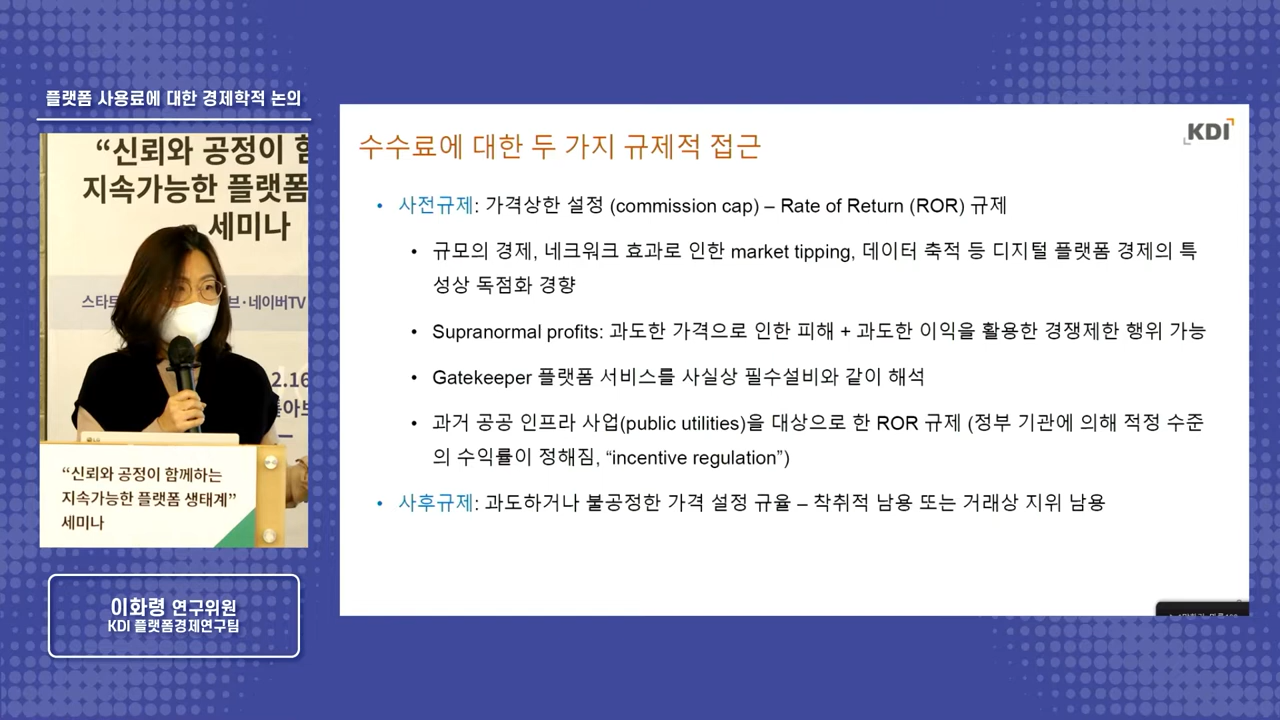 플랫폼 사용료에 대한 경제학적 논의
“신뢰와 공정이 함
지속가능한 플랫폼
세미나
스타트
브·네이버TV
2.16
“신뢰와 공정이 함께하는
지속가능한 플랫폼 생태계”
세미나
이화령 연구위원
KDI 플랫폼경제연구팀
KDI
수수료에 대한 두 가지 규제적 접근
• 사전규제: 가격상한 설정 (commission cap) – Rate of Return (ROR) 규제
• 규모의 경제, 네크워크 효과로 인한 market tipping, 데이터 축적 등 디지털 플랫폼 경제의 특
성상 독점화 경향
• Supranormal profits: 과도한 가격으로 인한 피해 + 과도한 이익을 활용한 경쟁제한 행위 가능
• Gatekeeper 플랫폼 서비스를 사실상 필수설비와 같이 해석
• 과거 공공 인프라 사업(public utilities)을 대상으로 한 ROR 규제 (정부 기관에 의해 적정 수준
의 수익률이 정해짐, “incentive regulation”)
• 사후규제: 과도하거나 불공정한 가격 설정 규율 – 착취적 남용 또는 거래상 지위 남용